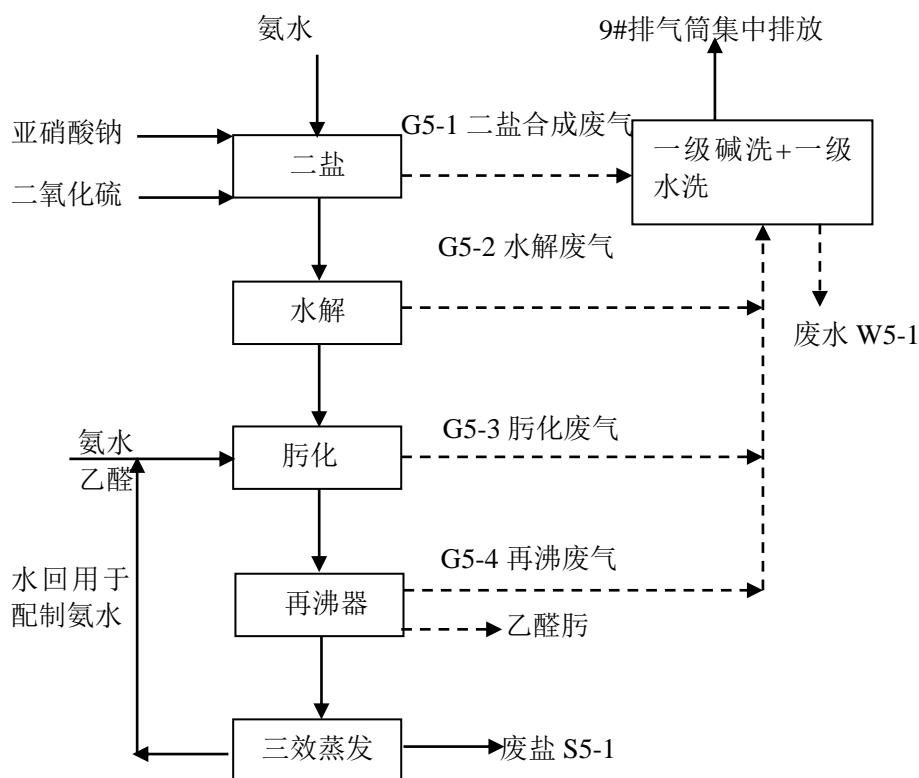 氨水
9#排气筒集中排放
亚硝酸钠
二氧化硫
二盐
G5-1 二盐合成废气
一级碱洗+一级
水洗
G5-2 水解废气
水解
废水 W5-1
氨水
乙醛
肟化
G5-3 肟化废气
水回用于
配制氨水
G5-4 再沸废气
再沸器
乙醛肟
三效蒸发
废盐 S5-1